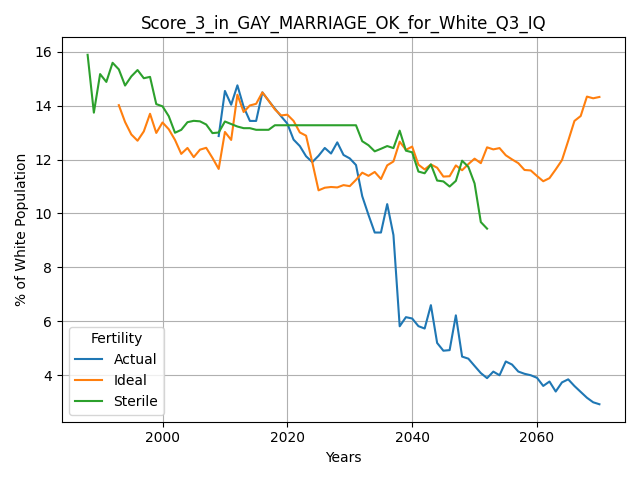 Score_3_in_GAY_MARRIAGE_OK_for_White_Q3_IQ
% of White Population
16
14
12
10
8
6
4
Fertility
Actual
Ideal
Sterile
2000 2020 2040 2060
Years